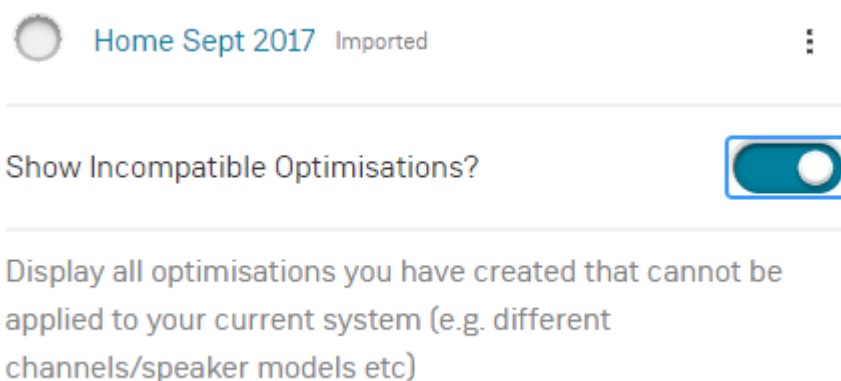 Home Sept 2017 Imported
Show Incompatible Optimisations?
Display all optimisations you have created that cannot be
applied to your current system (e.g. different
channels/speaker models etc)